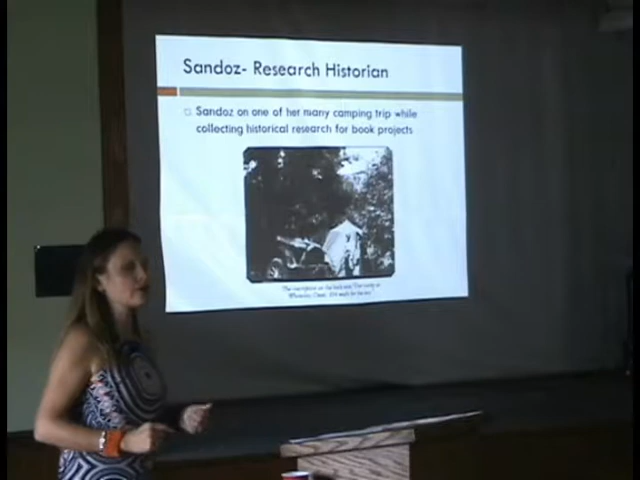 Sandoz- Research Historian
Sandoz on one of her many camping trip while
collecting historical research for book projects